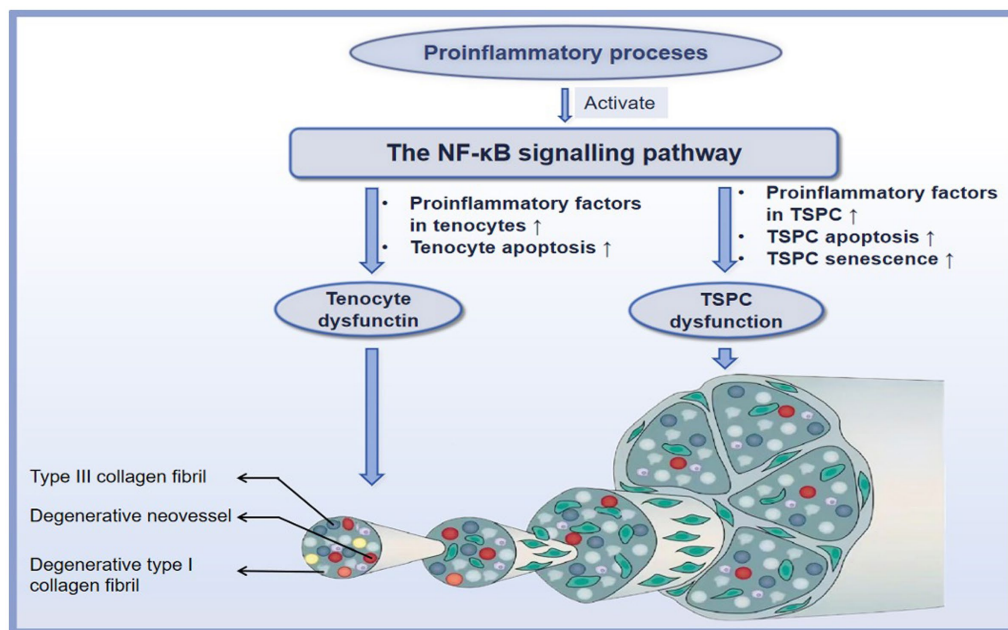 Proinflammatory proceses
Activate
The NF-κB signalling pathway
• Proinflammatory factors
in tenocytes ↑
• Tenocyte apoptosis ↑
• Proinflammatory factors
in TSPC ↑
• TSPC apoptosis ↑
• TSPC senescence ↑
Tenocyte
dysfunctin
TSPC
dysfunction
Type III collagen fibril
Degenerative neovessel
Degenerative type I
collagen fibril